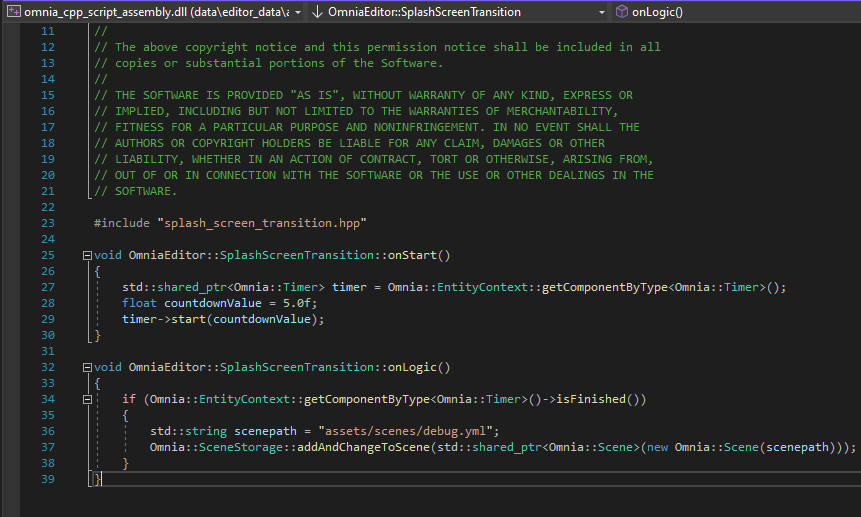 omnia_cpp_script_assembly.dll (data\editor_data\a OmniaEditor::SplashScreenTransition onLogic()
11 //
12 // The above copyright notice and this permission notice shall be included in all
13 // copies or substantial portions of the Software.
14 //
15 // THE SOFTWARE IS PROVIDED "AS IS", WITHOUT WARRANTY OF ANY KIND, EXPRESS OR
16 // IMPLIED, INCLUDING BUT NOT LIMITED TO THE WARRANTIES OF MERCHANTABILITY,
17 // FITNESS FOR A PARTICULAR PURPOSE AND NONINFRINGEMENT. IN NO EVENT SHALL THE
18 // AUTHORS OR COPYRIGHT HOLDERS BE LIABLE FOR ANY CLAIM, DAMAGES OR OTHER
19 // LIABILITY, WHETHER IN AN ACTION OF CONTRACT, TORT OR OTHERWISE, ARISING FROM,
20 // OUT OF OR IN CONNECTION WITH THE SOFTWARE OR THE USE OR OTHER DEALINGS IN THE
21 // SOFTWARE.
22
23 #include "splash_screen_transition.hpp"
24
25 void OmniaEditor::SplashScreenTransition::onStart()
26 {
27 std::shared_ptr<Omnia::Timer> timer = Omnia::EntityContext::getComponentByType<Omnia::Timer>();
28 float countdownValue = 5.0f;
29 timer->start(countdownValue);
30 }
31
32 void OmniaEditor::SplashScreenTransition::onLogic()
33 {
34 if (Omnia::EntityContext::getComponentByType<Omnia::Timer>()->isFinished())
35 {
36 std::string scenepath = "assets/scenes/debug.yml";
37 Omnia::SceneStorage::addAndChangeToScene(std::shared_ptr<Omnia::Scene>(new Omnia::Scene(scenepath)));
38 }
39 }